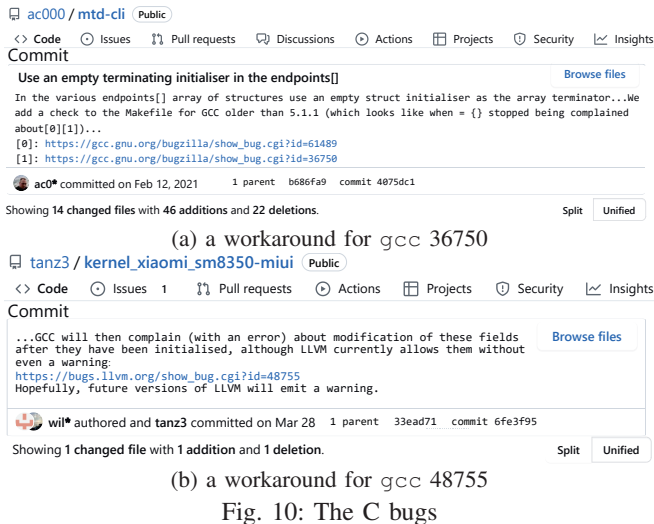 ac000 / mtd-cli Public
Code Issues Pull requests Discussions Actions Projects Security Insights
Commit
Use an empty terminating initialiser in the endpoints[] Browse files
In the various endpoints[] array of structures use an empty struct initialiser as the array terminator...We
add a check to the Makefile for GCC older than 5.1.1 (which looks like when = {} stopped being complained
about[0][1])...
[0]: https://gcc.gnu.org/bugzilla/show_bug.cgi?id=61489
[1]: https://gcc.gnu.org/bugzilla/show_bug.cgi?id=36750
ac0* committed on Feb 12, 2021 1 parent b686fa9 commit 4075dc1
Showing 14 changed files with 46 additions and 22 deletions. Split Unified
(a) a workaround for gcc 36750
tanz3 / kernel_xiaomi_sm8350-miui Public
Code Issues 1 Pull requests Actions Projects Security Insights
Commit
...GCC will then complain (with an error) about modification of these fields Browse files
after they have been initialised, although LLVM currently allows them without
even a warning:
https://bugs.llvm.org/show_bug.cgi?id=48755
Hopefully, future versions of LLVM will emit a warning.
wil* authored and tanz3 committed on Mar 28 1 parent 33ead71 commit 6fe3f95
Showing 1 changed file with 1 addition and 1 deletion. Split Unified
(b) a workaround for gcc 48755
Fig. 10: The C bugs